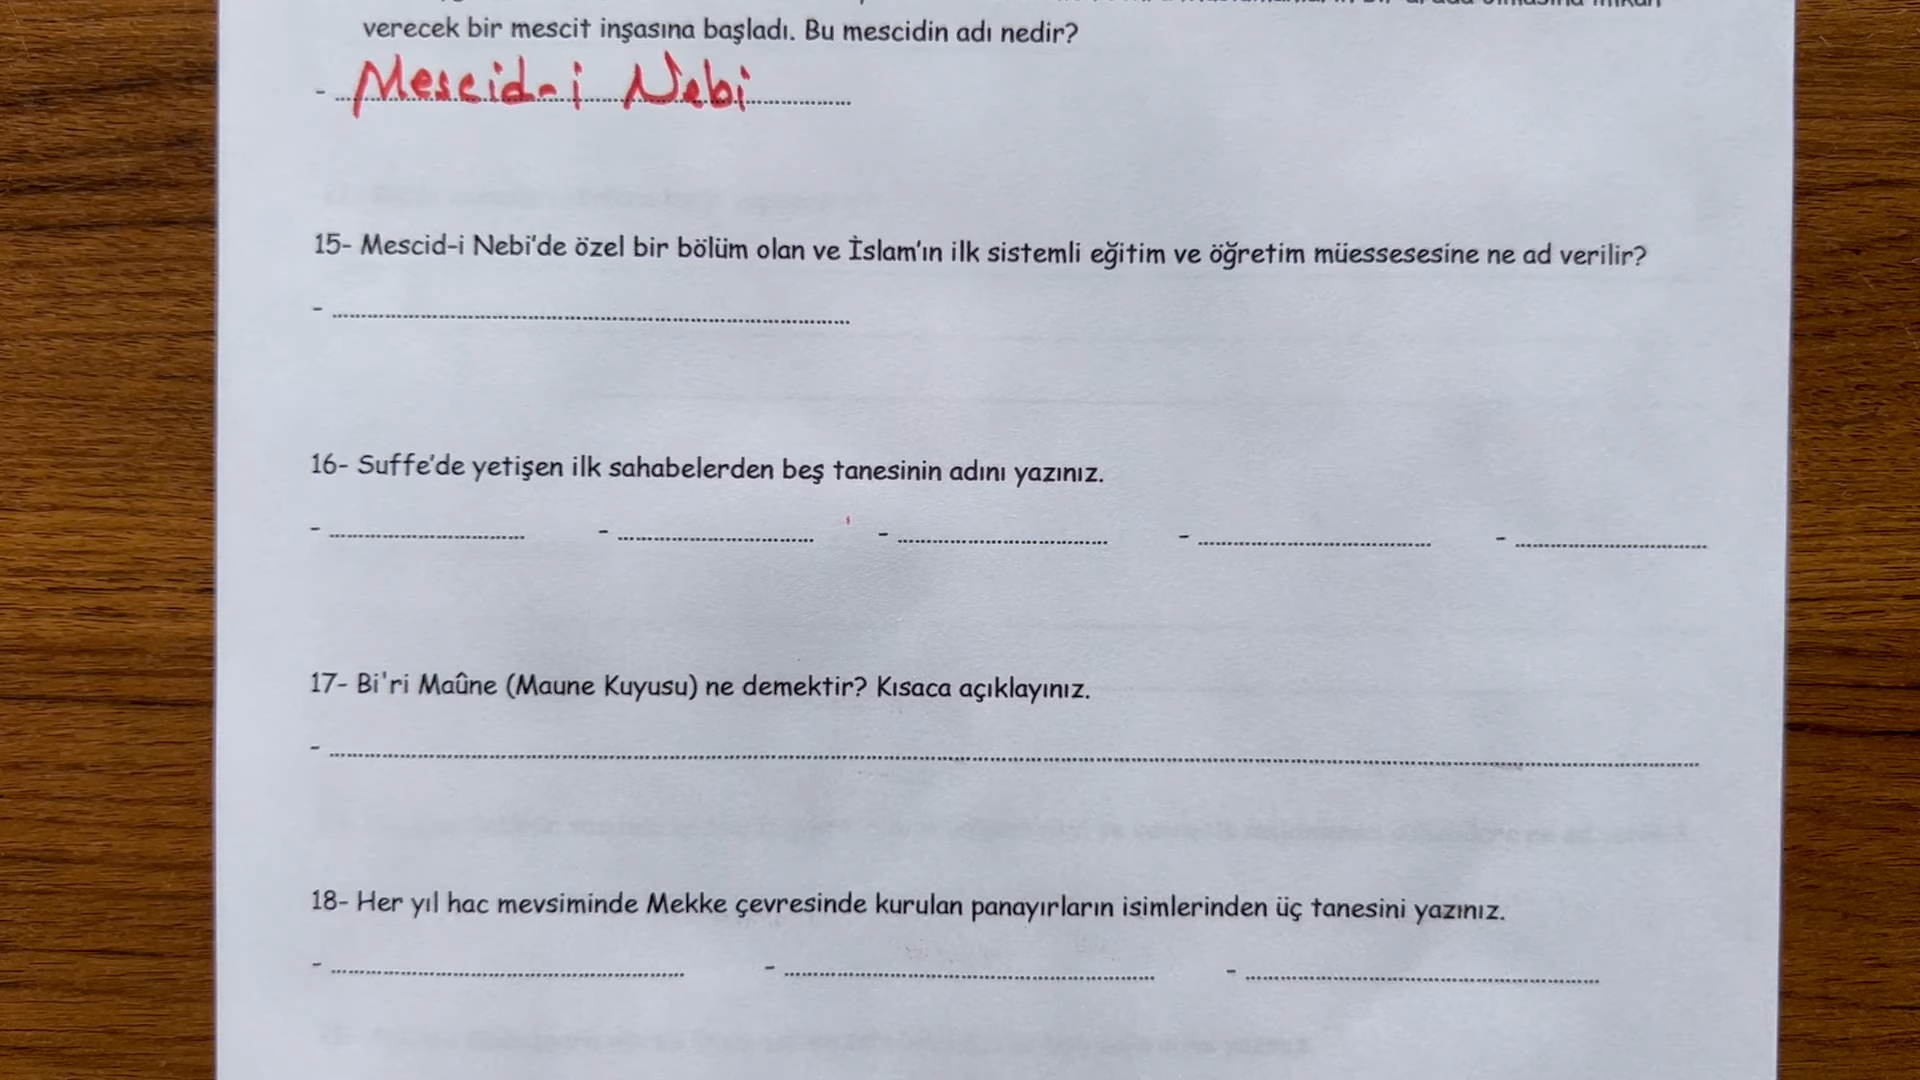 verecek bir mescit inşasına başladı. Bu mescidin adı nedir?
- Mescid-i Nebi
15- Mescid-i Nebi'de özel bir bölüm olan ve İslam'ın ilk sistemli eğitim ve öğretim müessesesine ne ad verilir?
- ........................
16- Suffe'de yetişen ilk sahabelerden beş tanesinin adını yazınız.
- ............ - ............ - ............ - ............ - ............
17- Bi'ri Maûne (Maune Kuyusu) ne demektir? Kısaca açıklayınız.
- ........................
18- Her yıl hac mevsiminde Mekke çevresinde kurulan panayırların isimlerinden üç tanesini yazınız.
- ............ - ............ - ............